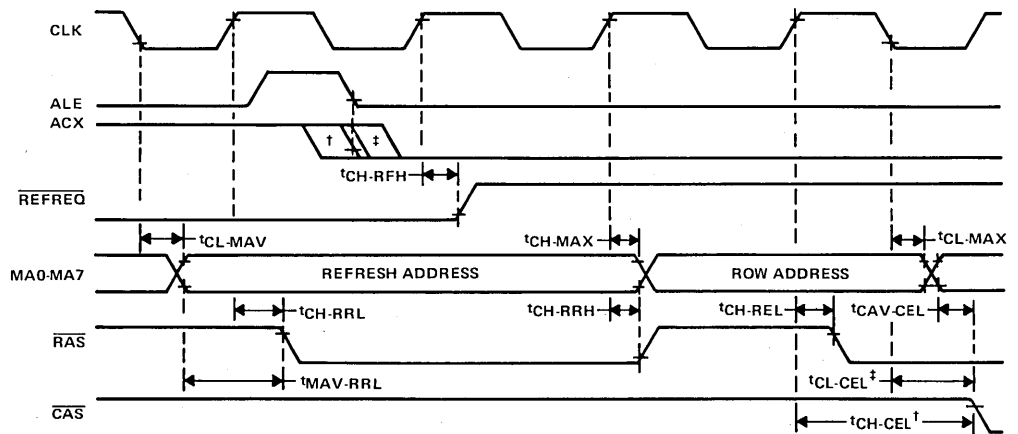 CLK
ALE
ACX
† ‡
tCH-RFH
REFREQ
tCL-MAV tCH-MAX tCL-MAX
MA0-MA7 REFRESH ADDRESS ROW ADDRESS
tCH-RRL tCH-RRH tCH-REL tCAV-CEL
RAS
tMAV-RRL tCL-CEL‡
CAS
tCH-CEL†